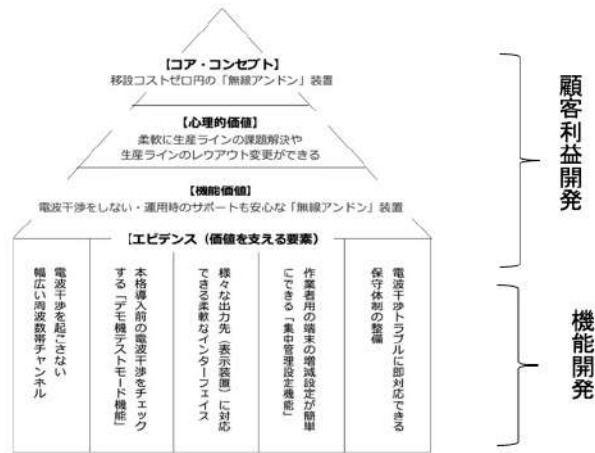 【コア・コンセプト】
移設コストゼロ円の「無線アンドン」装置
【心理的価値】
柔軟に生産ラインの課題解決や
生産ラインのレウアウト変更ができる
【機能価値】
電波干渉をしない・運用時のサポートも安心な「無線アンドン」装置
【エビデンス（価値を支える要素）
電波干渉を起こさない
幅広い周波数帯チャンネル
本格導入前の電波干渉をチェック
する「デモ機テストモード機能」
様々な出力先（表示装置）に対応
できる柔軟なインターフェイス
作業者用の端末の増減設定が簡単
にできる「集中管理設定機能」
電波干渉トラブルに即対応できる
保守体制の整備
顧客利益開発
機能開発